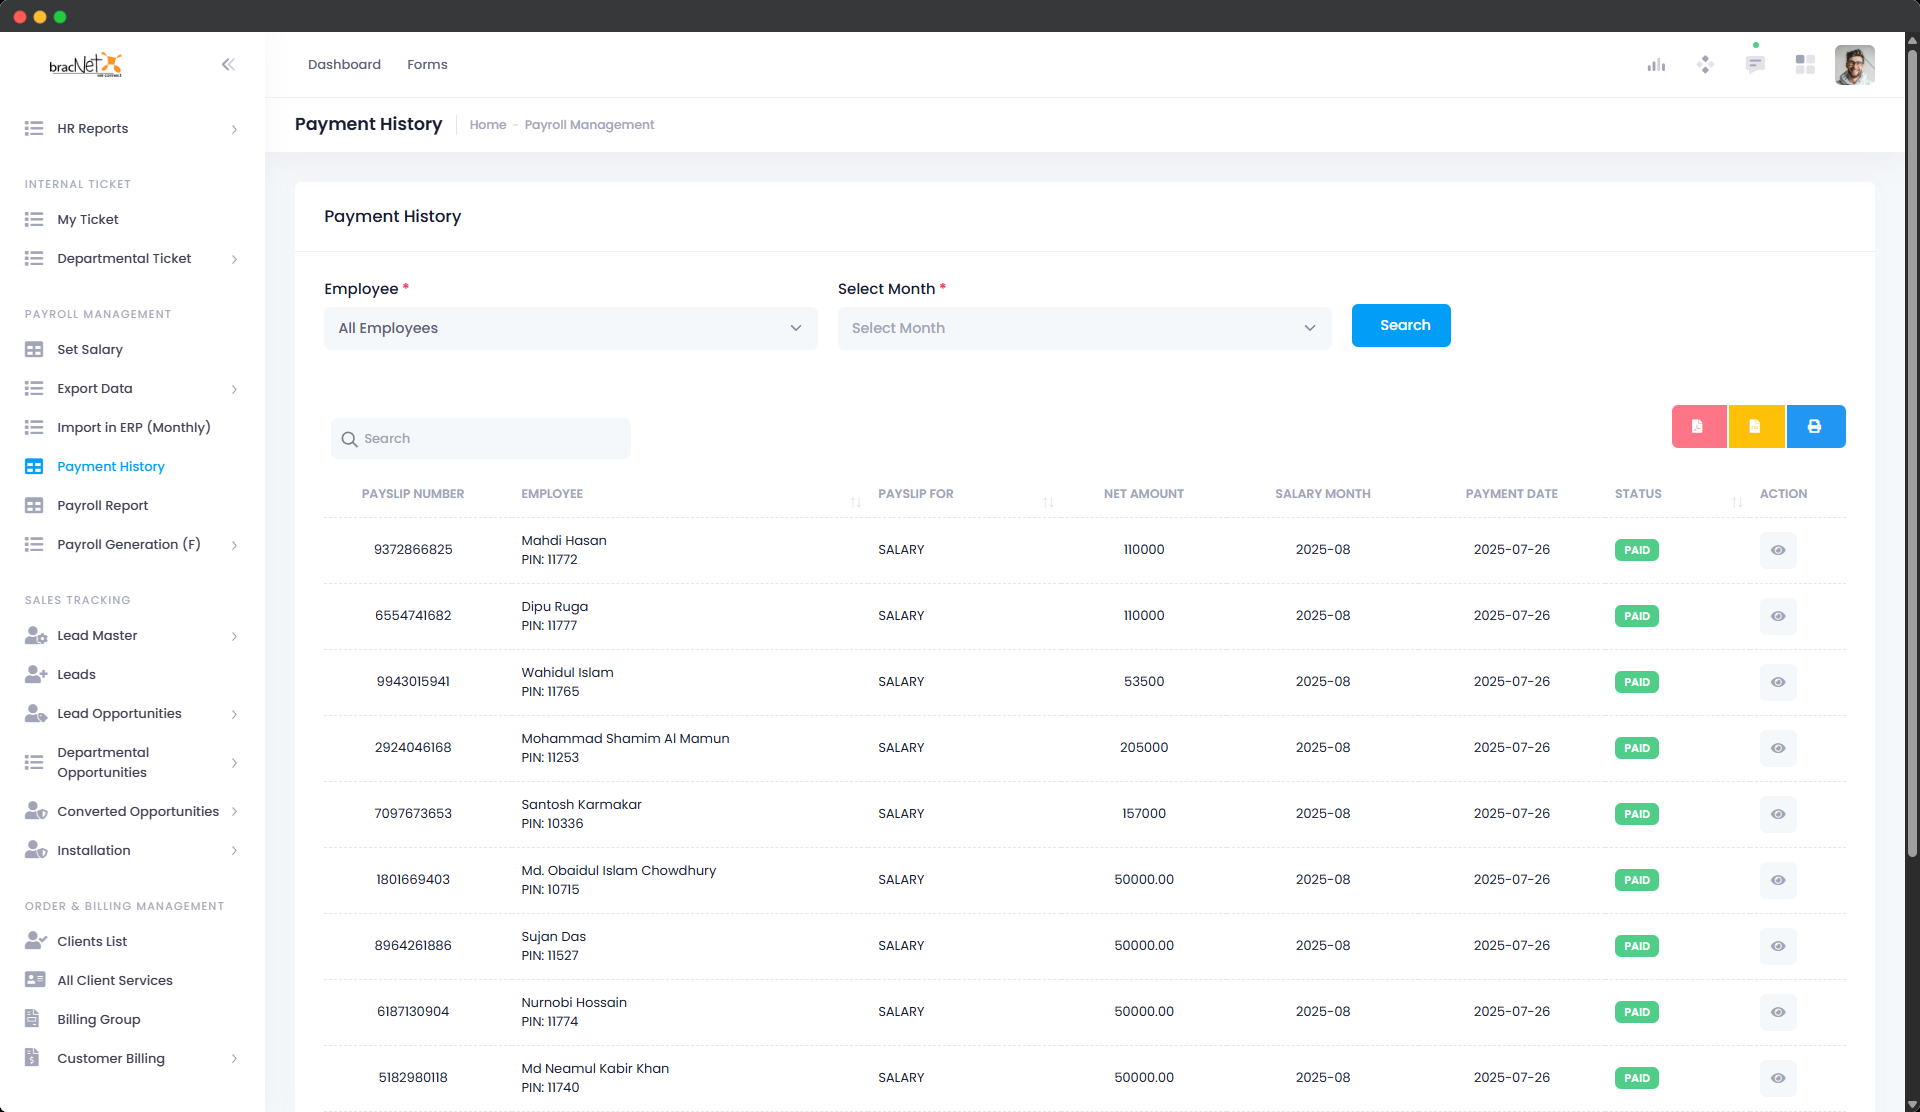 bracNet
Dashboard
Forms
Payment History
Home - Payroll Management
HR Reports
INTERNAL TICKET
My Ticket
Departmental Ticket
PAYROLL MANAGEMENT
Set Salary
Export Data
Import in ERP (Monthly)
Payment History
Payroll Report
Payroll Generation (F)
SALES TRACKING
Lead Master
Leads
Lead Opportunities
Departmental
Opportunities
Converted Opportunities
Installation
ORDER & BILLING MANAGEMENT
Clients List
All Client Services
Billing Group
Customer Billing
Payment History
Employee *
Select Month *
All Employees
Select Month
Search
Search
PAYSLIP NUMBER EMPLOYEE PAYSLIP FOR NET AMOUNT SALARY MONTH PAYMENT DATE STATUS ACTION
9372866825 Mahdi Hasan SALARY 110000 2025-08 2025-07-26 PAID
PIN: 11772
6554741682 Dipu Ruga SALARY 110000 2025-08 2025-07-26 PAID
PIN: 11777
9943015941 Wahidul Islam SALARY 53500 2025-08 2025-07-26 PAID
PIN: 11765
2924046168 Mohammad Shamim Al Mamun SALARY 205000 2025-08 2025-07-26 PAID
PIN: 11253
7097673653 Santosh Karmakar SALARY 157000 2025-08 2025-07-26 PAID
PIN: 10336
1801669403 Md. Obaidul Islam Chowdhury SALARY 50000.00 2025-08 2025-07-26 PAID
PIN: 10715
8964261886 Sujan Das SALARY 50000.00 2025-08 2025-07-26 PAID
PIN: 11527
6187130904 Nurnobi Hossain SALARY 50000.00 2025-08 2025-07-26 PAID
PIN: 11774
5182980118 Md Neamul Kabir Khan SALARY 50000.00 2025-08 2025-07-26 PAID
PIN: 11740